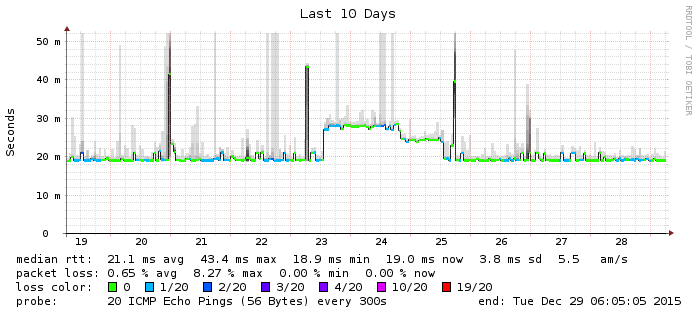 Last 10 Days
RRDTOOL / TOBI OETIKER
Seconds
50 m
40 m
30 m
20 m
10 m
0
19 20 21 22 23 24 25 26 27 28
median rtt: 21.1 ms avg 43.4 ms max 18.9 ms min 19.0 ms now 3.8 ms sd 5.5 am/s
packet loss: 0.65 % avg 8.27 % max 0.00 % min 0.00 % now
loss color: 0 1/20 2/20 3/20 4/20 10/20 19/20
probe: 20 ICMP Echo Pings (56 Bytes) every 300s end: Tue Dec 29 06:05:05 2015